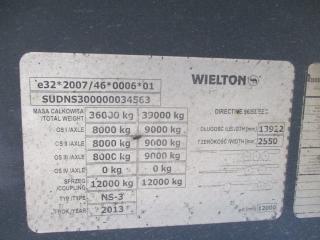 e32*2007/46*0006*01
SUDNS300000034563
WIELTON
MASA CAŁKOWITA
/TOTAL WEIGHT 36000 kg 39000 kg
DIRECTIVE
OŚ I /AXLE 8000 kg 9000 kg
DŁUGOŚĆ /LENGTH [mm] 13922
OŚ II /AXLE 8000 kg 9000 kg
SZEROKOŚĆ /WIDTH [mm] 2550
OŚ III /AXLE 8000 kg 9000 kg
OŚ IV /AXLE 0 kg 0 kg
SPRZĘG
/COUPLING 12000 kg 12000 kg
TYP /TYPE NS-3
ROK /YEAR 2013
12000